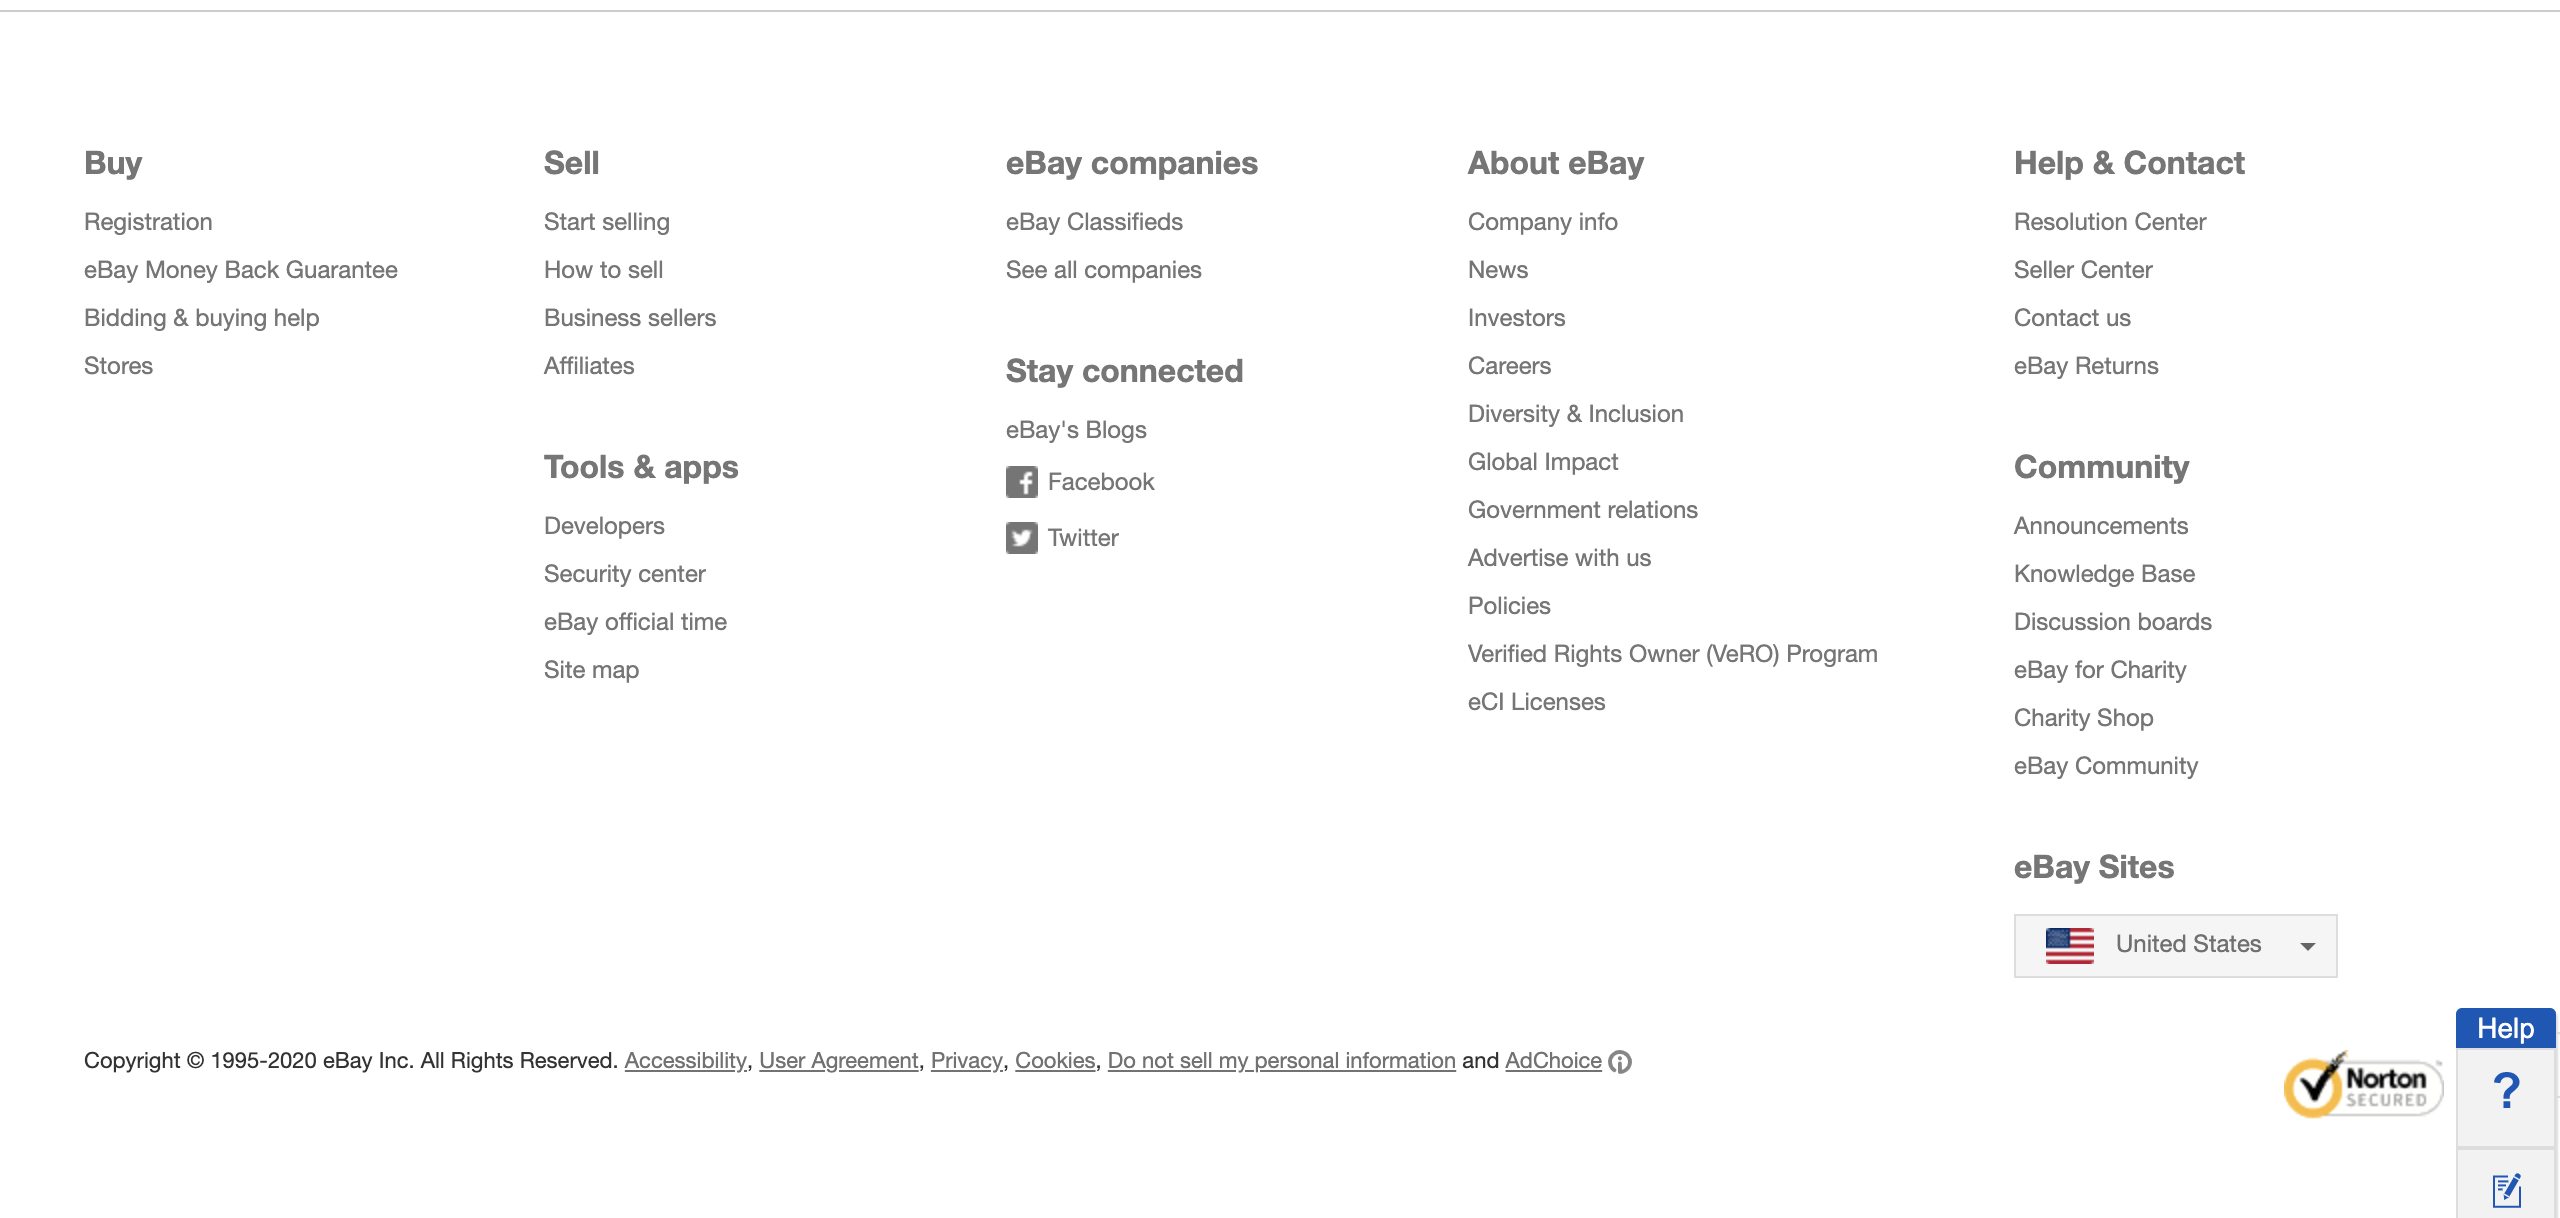 Buy
Registration
eBay Money Back Guarantee
Bidding & buying help
Stores
Sell
Start selling
How to sell
Business sellers
Affiliates
Tools & apps
Developers
Security center
eBay official time
Site map
eBay companies
eBay Classifieds
See all companies
Stay connected
eBay's Blogs
Facebook
Twitter
About eBay
Company info
News
Investors
Careers
Diversity & Inclusion
Global Impact
Government relations
Advertise with us
Policies
Verified Rights Owner (VeRO) Program
eCI Licenses
Help & Contact
Resolution Center
Seller Center
Contact us
eBay Returns
Community
Announcements
Knowledge Base
Discussion boards
eBay for Charity
Charity Shop
eBay Community
eBay Sites
United States
Copyright © 1995-2020 eBay Inc. All Rights Reserved. Accessibility, User Agreement, Privacy, Cookies, Do not sell my personal information and AdChoice
Norton
SECURED
Help
?